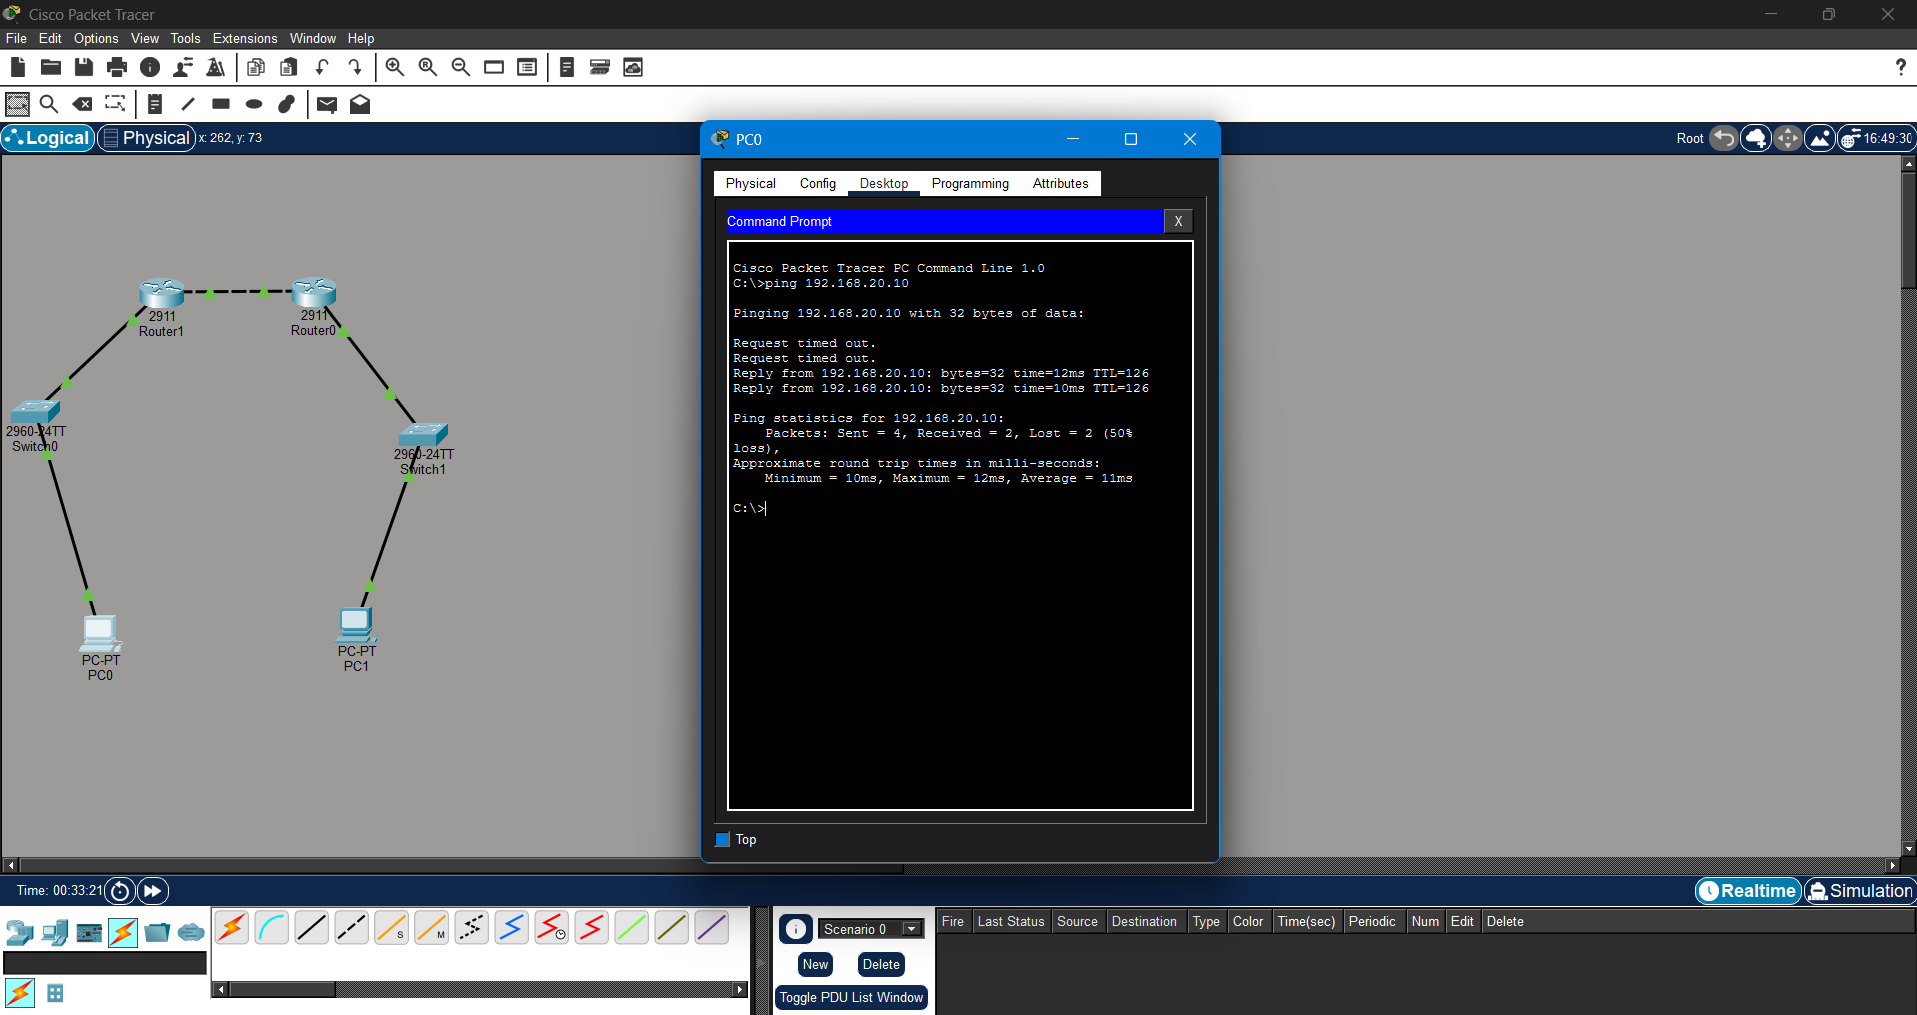 Cisco Packet Tracer
File Edit Options View Tools Extensions Window Help
?
Logical Physical x: 262, y: 73
Root 16:49:30
PC0
Physical Config Desktop Programming Attributes
Command Prompt X
Cisco Packet Tracer PC Command Line 1.0
C:\>ping 192.168.20.10
Pinging 192.168.20.10 with 32 bytes of data:
Request timed out.
Request timed out.
Reply from 192.168.20.10: bytes=32 time=12ms TTL=126
Reply from 192.168.20.10: bytes=32 time=10ms TTL=126
Ping statistics for 192.168.20.10:
Packets: Sent = 4, Received = 2, Lost = 2 (50%
loss),
Approximate round trip times in milli-seconds:
Minimum = 10ms, Maximum = 12ms, Average = 11ms
C:\>
Top
2911
Router1
2911
Router0
2960-24TT
Switch0
2960-24TT
Switch1
PC-PT
PC0
PC-PT
PC1
Time: 00:33:21
Realtime Simulation
S
M
Scenario 0
New Delete
Toggle PDU List Window
Fire Last Status Source Destination Type Color Time(sec) Periodic Num Edit Delete